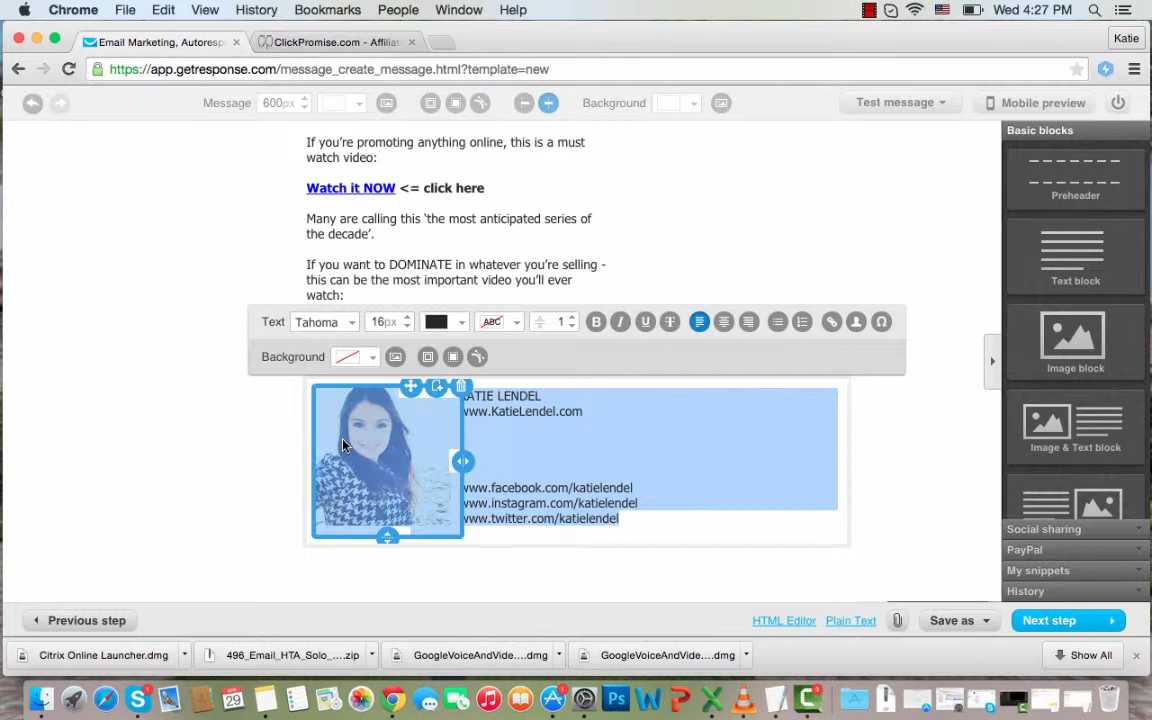 Chrome File Edit View History Bookmarks People Window Help Wed 4:27 PM
Email Marketing, Autoresp ClickPromise.com - Affiliat Katie
https://app.getresponse.com/message_create_message.html?template=new
Message 600px Background Test message Mobile preview
Basic blocks
If you're promoting anything online, this is a must
watch video:
Preheader
Watch it NOW <= click here
Many are calling this 'the most anticipated series of
the decade'.
If you want to DOMINATE in whatever you're selling -
this can be the most important video you'll ever
watch:
Text block
Text Tahoma 16px ABC 1 B I U T Ω
Background
Image block
KATIE LENDEL
www.KatieLendel.com
Image & Text block
www.facebook.com/katielendel
www.instagram.com/katielendel
www.twitter.com/katielendel
Social sharing
PayPal
My snippets
History
Previous step HTML Editor Plain Text Save as Next step
Citrix Online Launcher.dmg 496_Email_HTA_Solo_....zip GoogleVoiceAndVide....dmg GoogleVoiceAndVide....dmg Show All